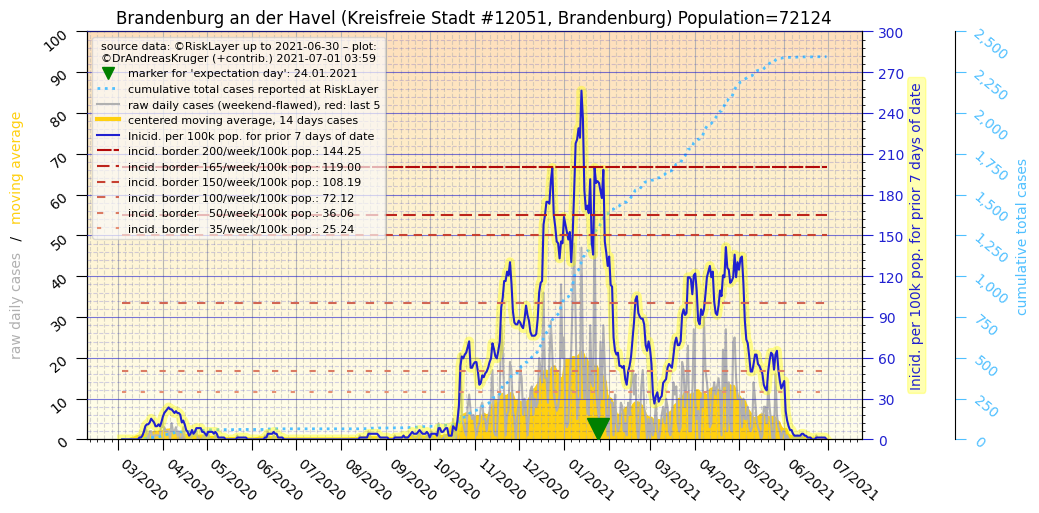 Brandenburg an der Havel (Kreisfreie Stadt #12051, Brandenburg) Population=72124
source data: ©RiskLayer up to 2021-06-30 – plot:
©DrAndreasKruger (+contrib.) 2021-07-01 03:59
marker for 'expectation day': 24.01.2021
cumulative total cases reported at RiskLayer
raw daily cases (weekend-flawed), red: last 5
centered moving average, 14 days cases
Inicid. per 100k pop. for prior 7 days of date
incid. border 200/week/100k pop.: 144.25
incid. border 165/week/100k pop.: 119.00
incid. border 150/week/100k pop.: 108.19
incid. border 100/week/100k pop.: 72.12
incid. border   50/week/100k pop.: 36.06
incid. border   35/week/100k pop.: 25.24
raw daily cases / moving average
100
90
80
70
60
50
40
30
20
10
0
03/2020
04/2020
05/2020
06/2020
07/2020
08/2020
09/2020
10/2020
11/2020
12/2020
01/2021
02/2021
03/2021
04/2021
05/2021
06/2021
07/2021
300
270
240
210
180
150
120
90
60
30
0
Inicid. per 100k pop. for prior 7 days of date
2,500
2,250
2,000
1,750
1,500
1,250
1,000
750
500
250
0
cumulative total cases